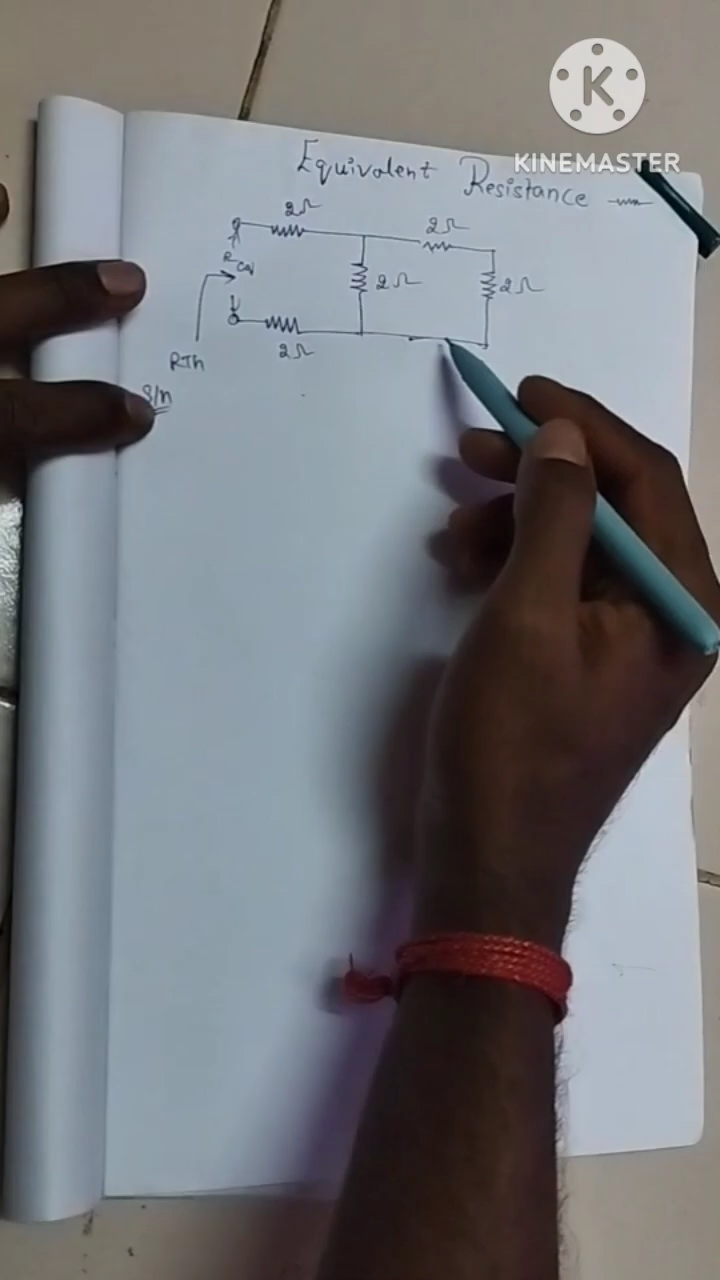 KINEMASTER
Equivalent Resistance
2Ω
2Ω
Req
2Ω
2Ω
2Ω
RTh
S/n